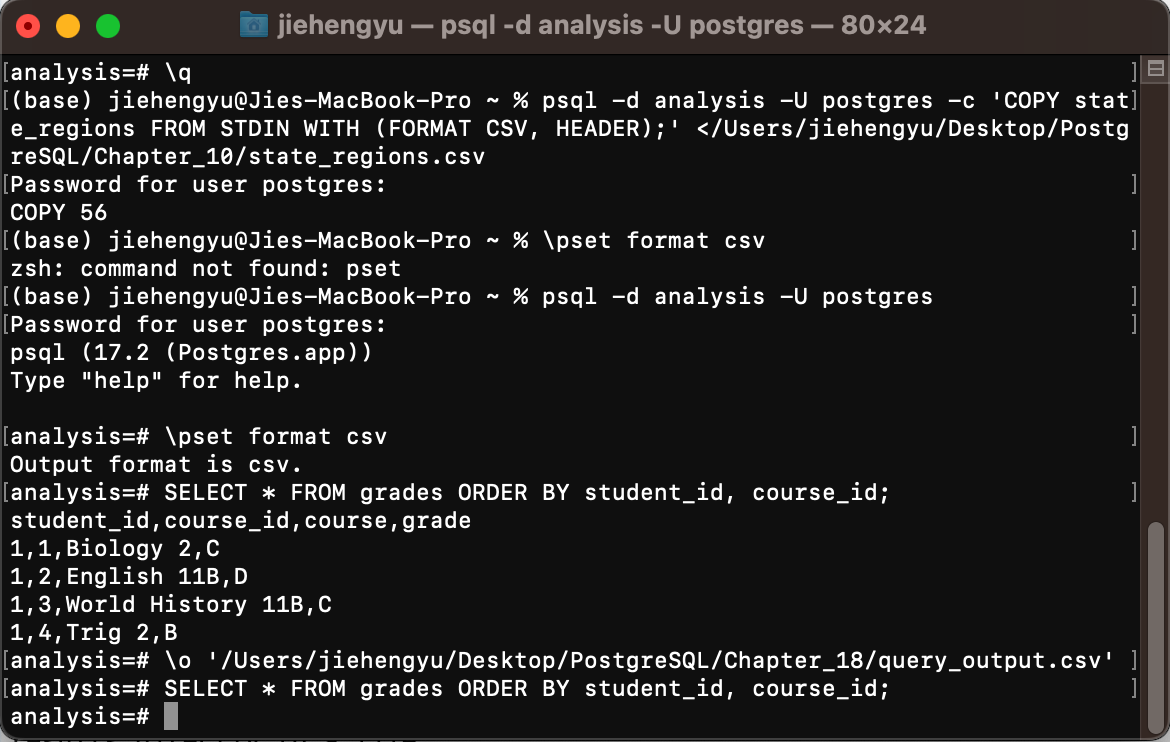 jiehengyu — psql -d analysis -U postgres — 80×24
[analysis=# \q ]
[(base) jiehengyu@Jies-MacBook-Pro ~ % psql -d analysis -U postgres -c 'COPY stat]
e_regions FROM STDIN WITH (FORMAT CSV, HEADER);' </Users/jiehengyu/Desktop/Postg
reSQL/Chapter_10/state_regions.csv
[Password for user postgres: ]
COPY 56
[(base) jiehengyu@Jies-MacBook-Pro ~ % \pset format csv ]
zsh: command not found: pset
[(base) jiehengyu@Jies-MacBook-Pro ~ % psql -d analysis -U postgres ]
[Password for user postgres: ]
psql (17.2 (Postgres.app))
Type "help" for help.
[analysis=# \pset format csv ]
Output format is csv.
[analysis=# SELECT * FROM grades ORDER BY student_id, course_id; ]
student_id,course_id,course,grade
1,1,Biology 2,C
1,2,English 11B,D
1,3,World History 11B,C
1,4,Trig 2,B
[analysis=# \o '/Users/jiehengyu/Desktop/PostgreSQL/Chapter_18/query_output.csv' ]
[analysis=# SELECT * FROM grades ORDER BY student_id, course_id; ]
analysis=#